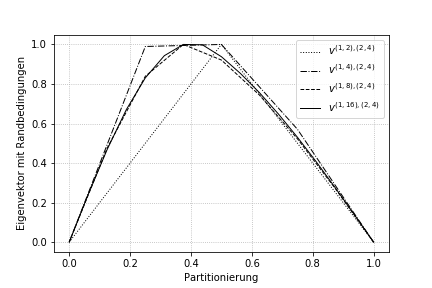 1.0
0.8
0.6
0.4
0.2
0.0
Eigenvektor mit Randbedingungen
v^{(1, 2), (2, 4)}
v^{(1, 4), (2, 4)}
v^{(1, 8), (2, 4)}
v^{(1, 16), (2, 4)}
0.0 0.2 0.4 0.6 0.8 1.0
Partitionierung